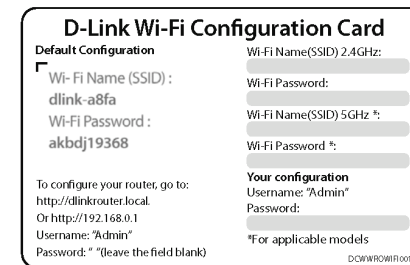 D-Link Wi-Fi Configuration Card
Default Configuration
Wi- Fi Name (SSID) :
dlink-a8fa
Wi-Fi Password :
akbdj19368
To configure your router, go to:
http://dlinkrouter.local.
Or http://192.168.0.1
Username: "Admin"
Password: " "(leave the field blank)
Wi-Fi Name(SSID) 2.4GHz:
Wi-Fi Password:
Wi-Fi Name(SSID) 5GHz *:
Wi-Fi Password *:
Your configuration
Username: "Admin"
Password:
*For applicable models